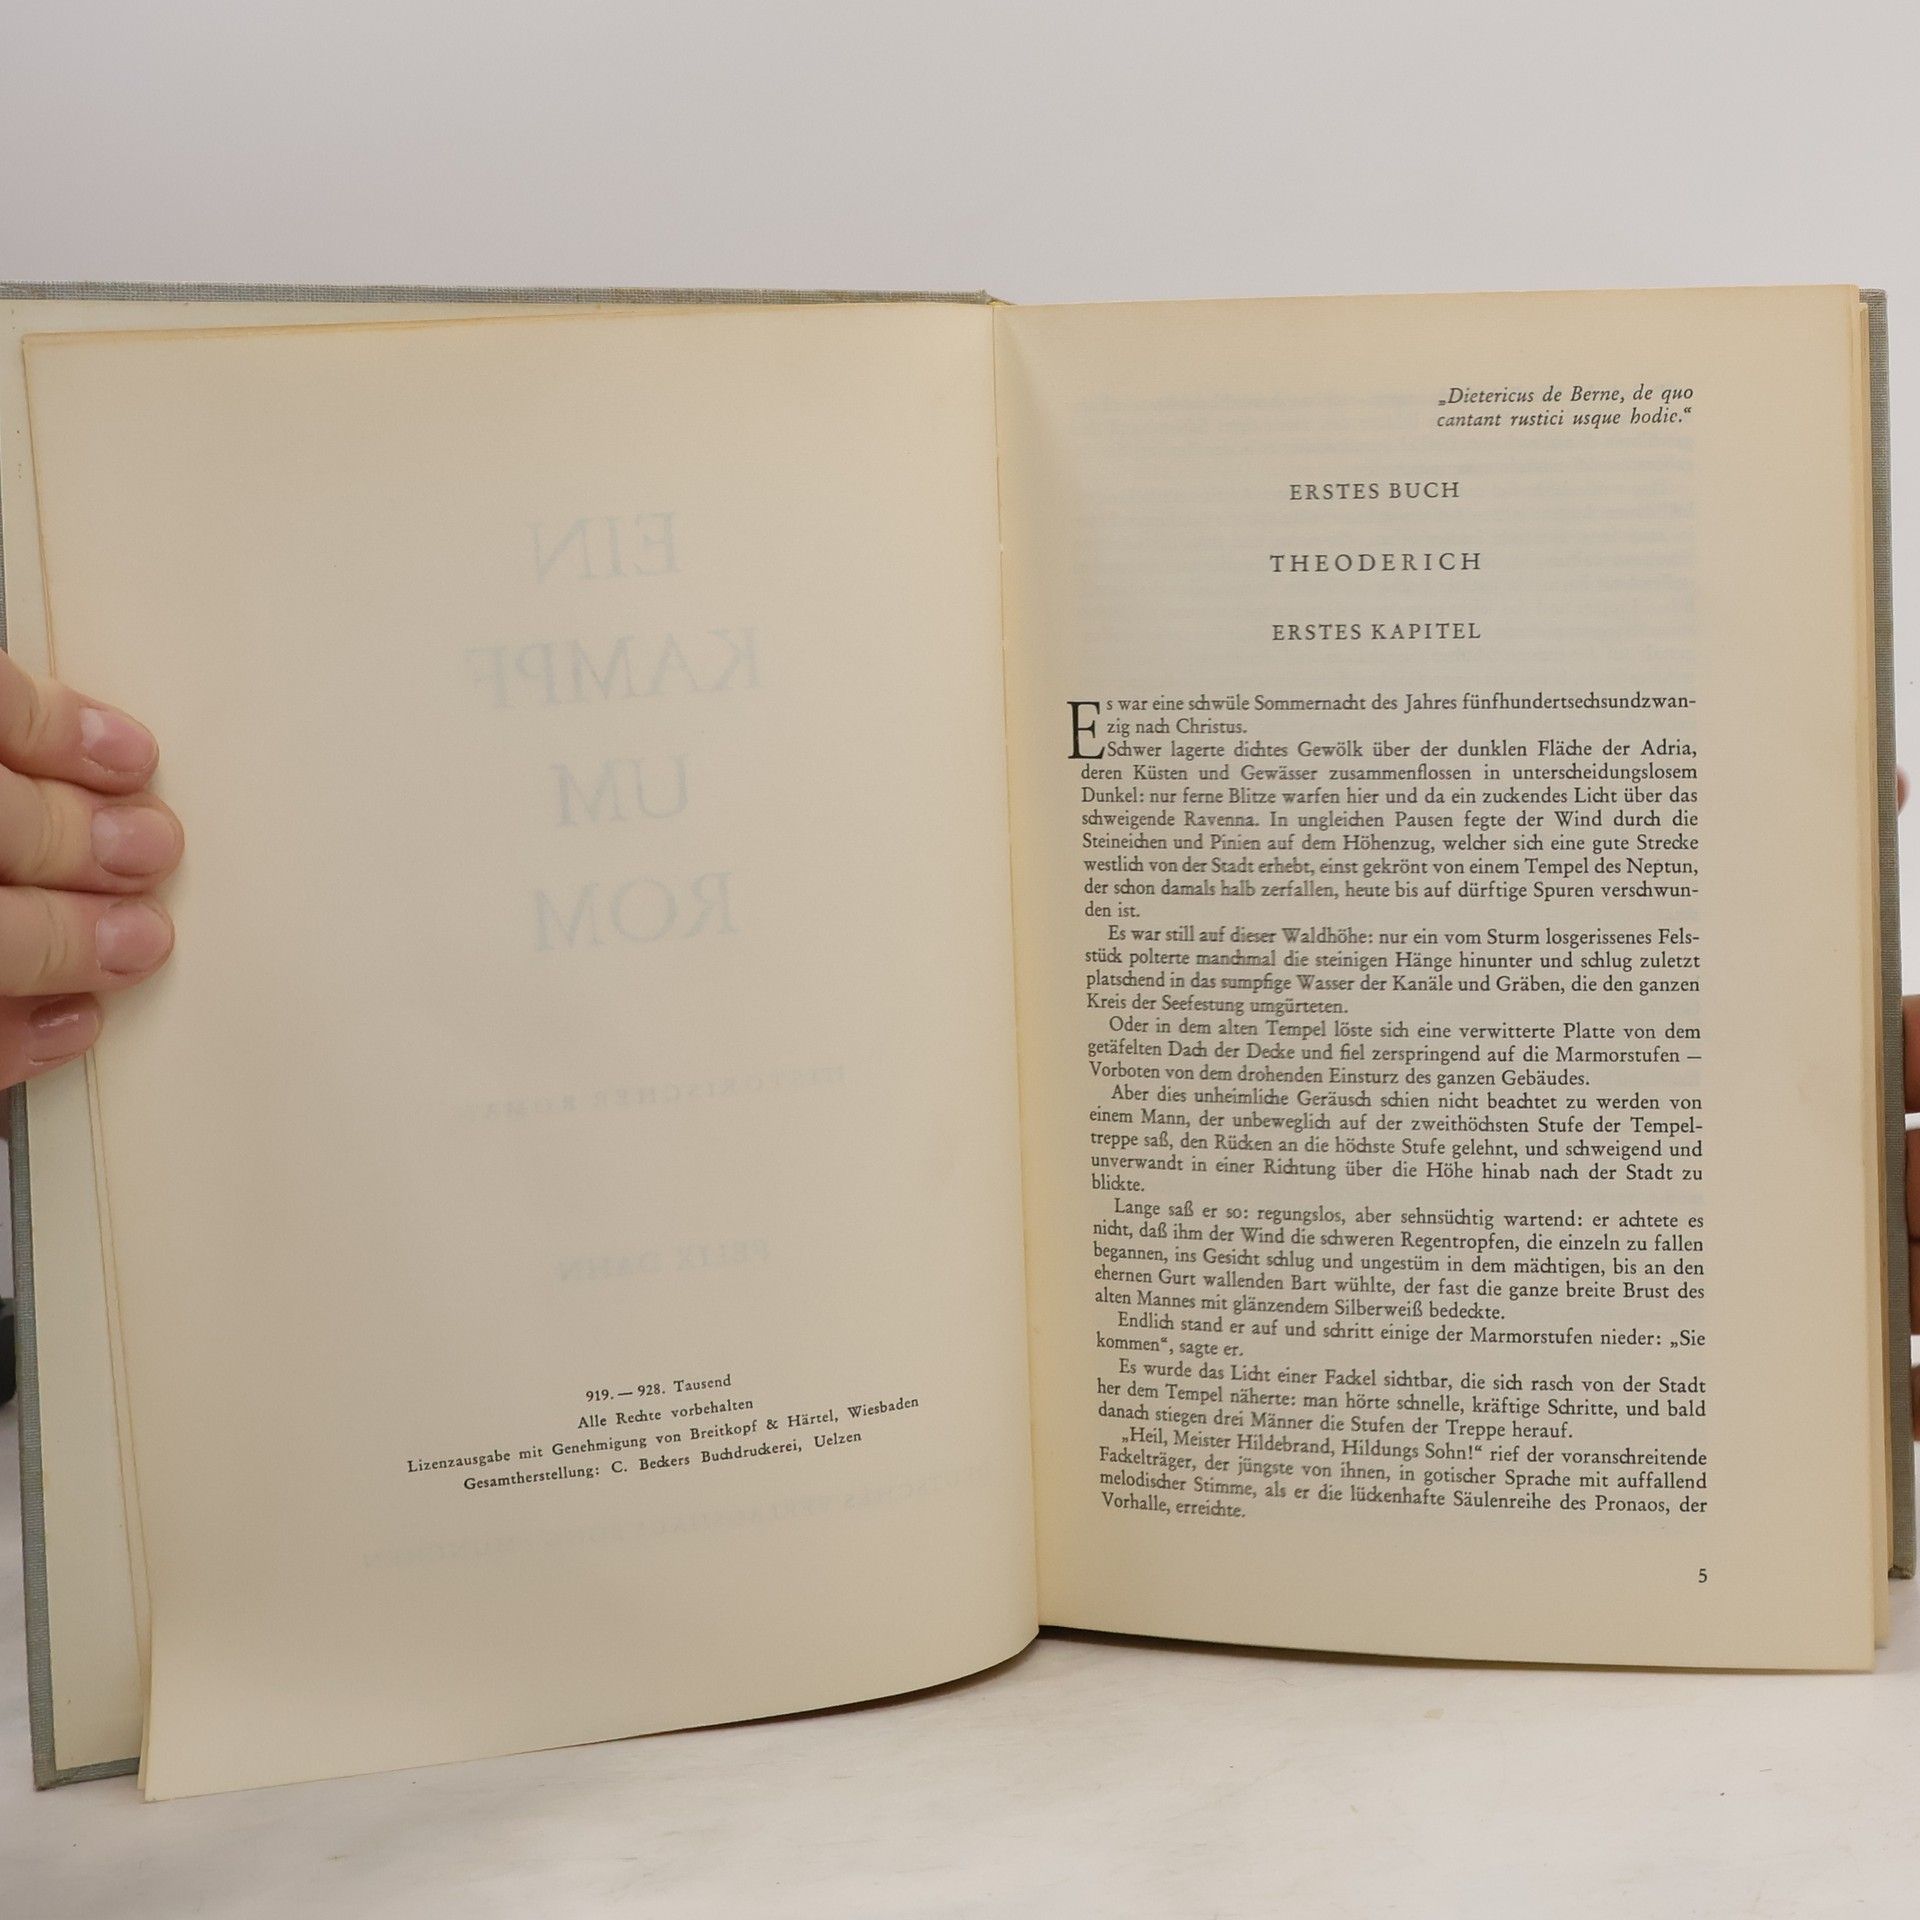 EIN
KAMPF
UM
ROM
FELIX DAHN
919. — 928. Tausend
Alle Rechte vorbehalten
Lizenzausgabe mit Genehmigung von Breitkopf & Härtel, Wiesbaden
Gesamtherstellung: C. Beckers Buchdruckerei, Uelzen
„Dietericus de Berne, de quo
cantant rustici usque hodie.“
ERSTES BUCH
THEODERICH
ERSTES KAPITEL
Es war eine schwüle Sommernacht des Jahres fünfhundertsechsundzwan-
zig nach Christus.
Schwer lagerte dichtes Gewölk über der dunklen Fläche der Adria,
deren Küsten und Gewässer zusammenflossen in unterscheidungslosem
Dunkel: nur ferne Blitze warfen hier und da ein zuckendes Licht über das
schweigende Ravenna. In ungleichen Pausen fegte der Wind durch die
Steineichen und Pinien auf dem Höhenzug, welcher sich eine gute Strecke
westlich von der Stadt erhebt, einst gekrönt von einem Tempel des Neptun,
der schon damals halb zerfallen, heute bis auf dürftige Spuren verschwun-
den ist.
Es war still auf dieser Waldhöhe: nur ein vom Sturm losgerissenes Fels-
stück polterte manchmal die steinigen Hänge hinunter und schlug zuletzt
platschend in das sumpfige Wasser der Kanäle und Gräben, die den ganzen
Kreis der Seefestung umgürteten.
Oder in dem alten Tempel löste sich eine verwitterte Platte von dem
getäfelten Dach der Decke und fiel zerspringend auf die Marmorstufen —
Vorboten von dem drohenden Einsturz des ganzen Gebäudes.
Aber dies unheimliche Geräusch schien nicht beachtet zu werden von
einem Mann, der unbeweglich auf der zweithöchsten Stufe der Tempel-
treppe saß, den Rücken an die höchste Stufe gelehnt, und schweigend und
unverwandt in einer Richtung über die Höhe hinab nach der Stadt zu
blickte.
Lange saß er so: regungslos, aber sehnsüchtig wartend: er achtete es
nicht, daß ihm der Wind die schweren Regentropfen, die einzeln zu fallen
begannen, ins Gesicht schlug und ungestüm in dem mächtigen, bis an den
ehernen Gurt wallenden Bart wühlte, der fast die ganze breite Brust des
alten Mannes mit glänzendem Silberweiß bedeckte.
Endlich stand er auf und schritt einige der Marmorstufen nieder: „Sie
kommen“, sagte er.
Es wurde das Licht einer Fackel sichtbar, die sich rasch von der Stadt
her dem Tempel näherte: man hörte schnelle, kräftige Schritte, und bald
danach stiegen drei Männer die Stufen der Treppe herauf.
„Heil, Meister Hildebrand, Hildungs Sohn!“ rief der voranschreitende
Fackelträger, der jüngste von ihnen, in gotischer Sprache mit auffallend
melodischer Stimme, als er die lückenhafte Säulenreihe des Pronaos, der
Vorhalle, erreichte.
5